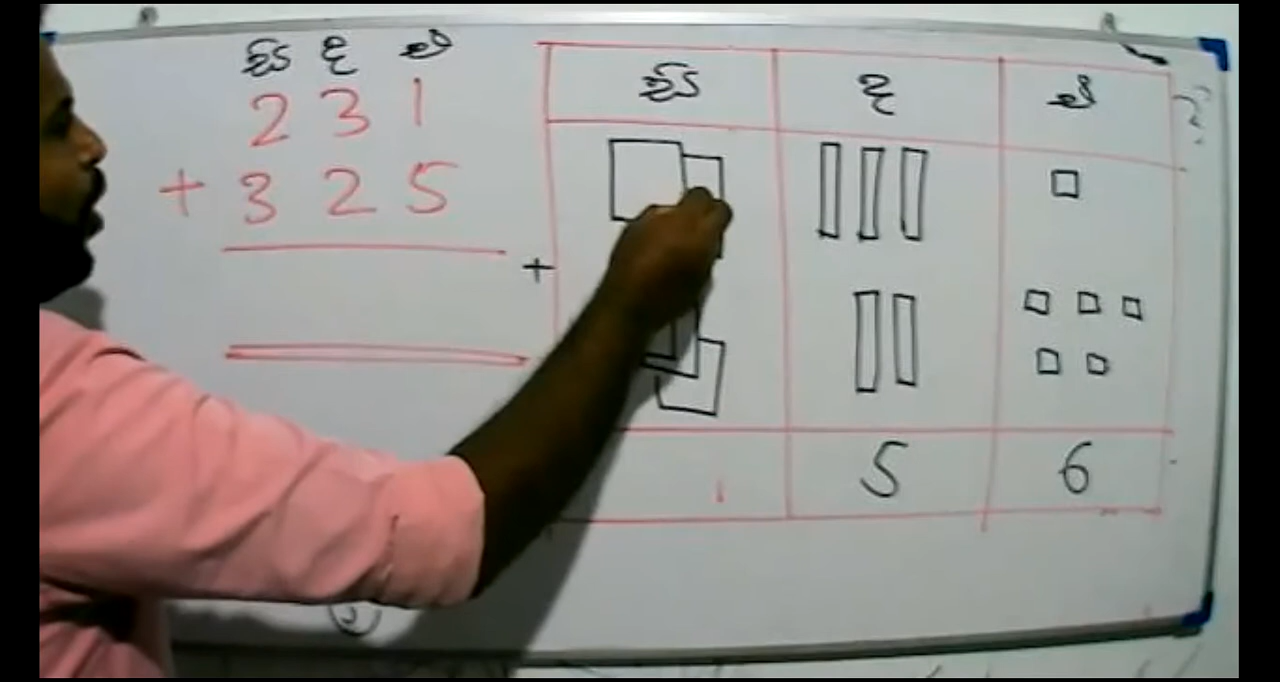 සිය ද ඒ
2 3 1
+ 3 2 5
සිය ද ඒ
+
5 6